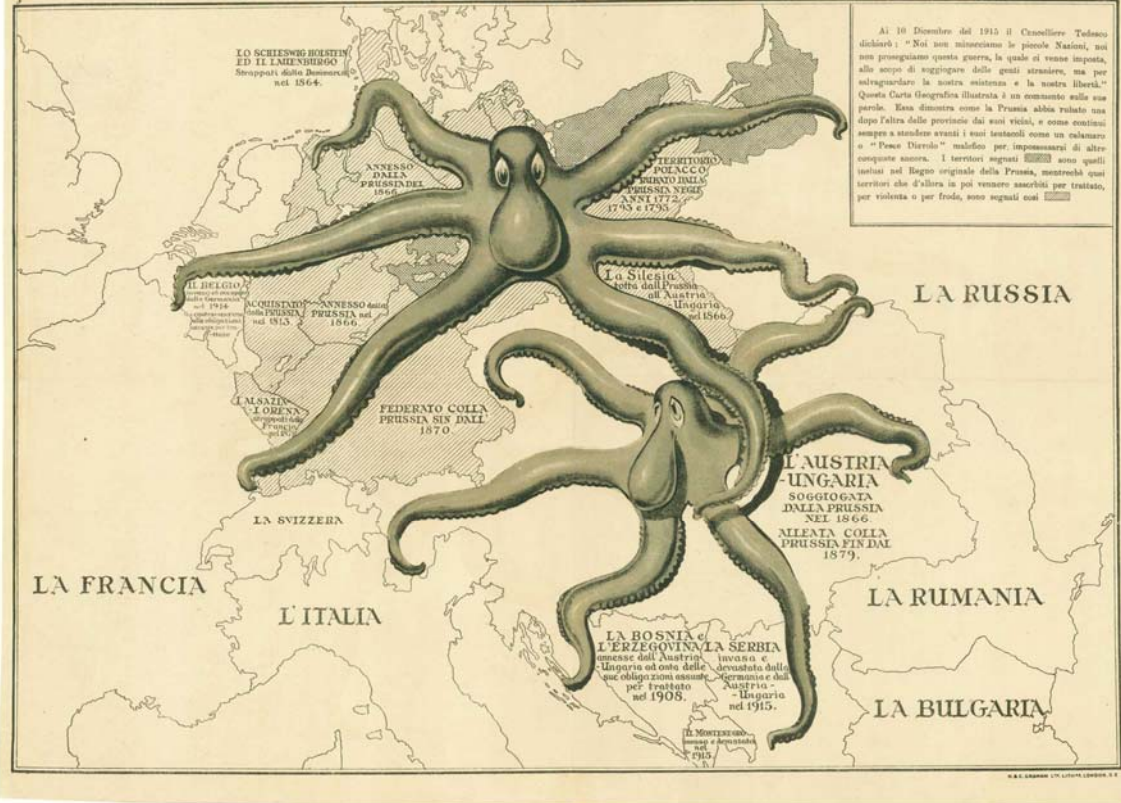 LO SCHLESWIG HOLSTEIN
ED IL LAUENBURGO
Strappati dalla Danimarca
nel 1864.
Ai 10 Dicembre del 1915 il Cancelliere Tedesco
dichiarò ; "Noi non minacciamo le piccole Nazioni, noi
non proseguiamo questa guerra, la quale ci venne imposta,
allo scopo di soggiogare delle genti straniere, ma per
salvaguardare la nostra esistenza e la nostra libertà."
Questa Carta Geografica illustrata è un commento sulle sue
parole. Essa dimostra come la Prussia abbia rubato una
dopo l'altra delle provincie dai suoi vicini, e come continui
sempre a stendere avanti i suoi tentacoli come un calamaro
o "Pesce Diavolo" malefico per impossessarsi di altre
conquiste ancora. I territori segnati sono quelli
inclusi nel Regno originale della Prussia, mentrechè quei
territori che d'allora in poi vennero assorbiti per trattato,
per violenza o per frode, sono segnati così
ANNESSO
DALLA
PRUSSIA NEL
1866
TERRITORIO
POLACCO
RUBATO DALLA
PRUSSIA NEGLI
ANNI 1772,
1793 e 1795
IL BELGIO
dalla Germania
nel 1914
ACQUISTATO
dalla PRUSSIA
nel 1815.
ANNESSO dalla
PRUSSIA nel
1866.
La Silesia
tolta dall Prussia
all Austria
-Ungaria
nel 1866.
LA RUSSIA
L'ALSAZIA
-LORENA
strappati dalla
Francia
FEDERATO COLLA
PRUSSIA SIN DALL'
1870.
L'AUSTRIA
-UNGARIA
SOGGIOGATA
DALLA PRUSSIA
NEL 1866.
ALLEATA COLLA
PRUSSIA FIN DAL
1879.
LA SVIZZERA
LA FRANCIA
L'ITALIA
LA RUMANIA
LA BOSNIA e
L'ERZEGOVINA
annesse dall'Austria
-Ungaria ad onta delle
sue obligazioni assunte
per trattato
nel 1908.
LA SERBIA
invasa e
devastata dalla
Germania e dall
Austria-
-Ungaria
nel 1915.
IL MONTENEGRO
invaso e devastato
nel
1915.
LA BULGARIA
LONDON, S.E.